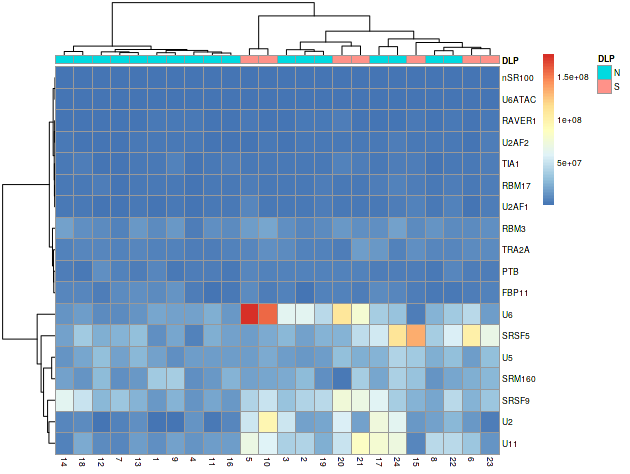 DLP
nSR100
U6ATAC
RAVER1
U2AF2
TIA1
RBM17
U2AF1
RBM3
TRA2A
PTB
FBP11
U6
SRSF5
U5
SRM160
SRSF9
U2
U11
14 18 12 7 13 1 9 4 11 16 5 10 3 2 19 20 21 17 24 15 8 22 6 23
1.5e+08
1e+08
5e+07
DLP
N
S